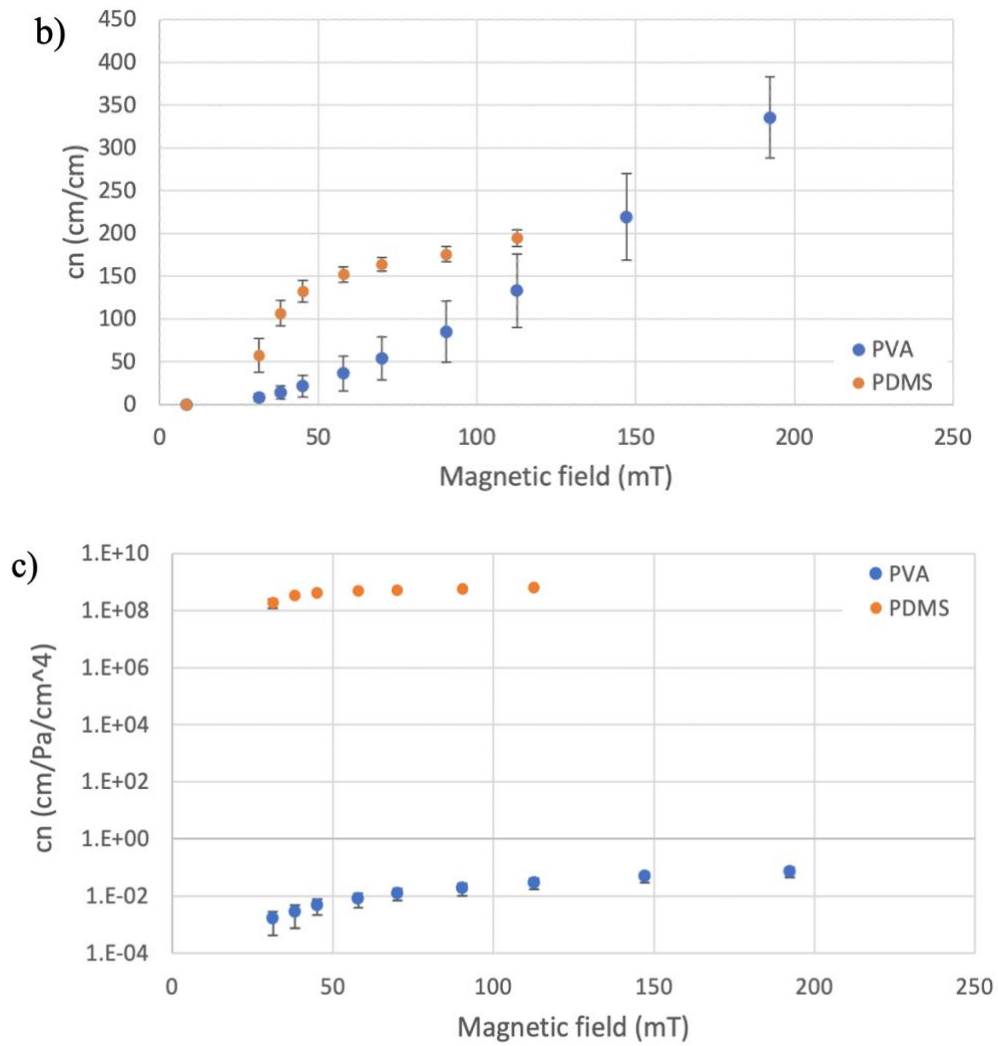 b)
450
400
350
300
250
200
150
100
50
0
cn (cm/cm)
PVA
PDMS
0 50 100 150 200 250
Magnetic field (mT)
c)
1.E+10
1.E+08
1.E+06
1.E+04
1.E+02
1.E+00
1.E-02
1.E-04
cn (cm/Pa/cm^4)
PVA
PDMS
0 50 100 150 200 250
Magnetic field (mT)